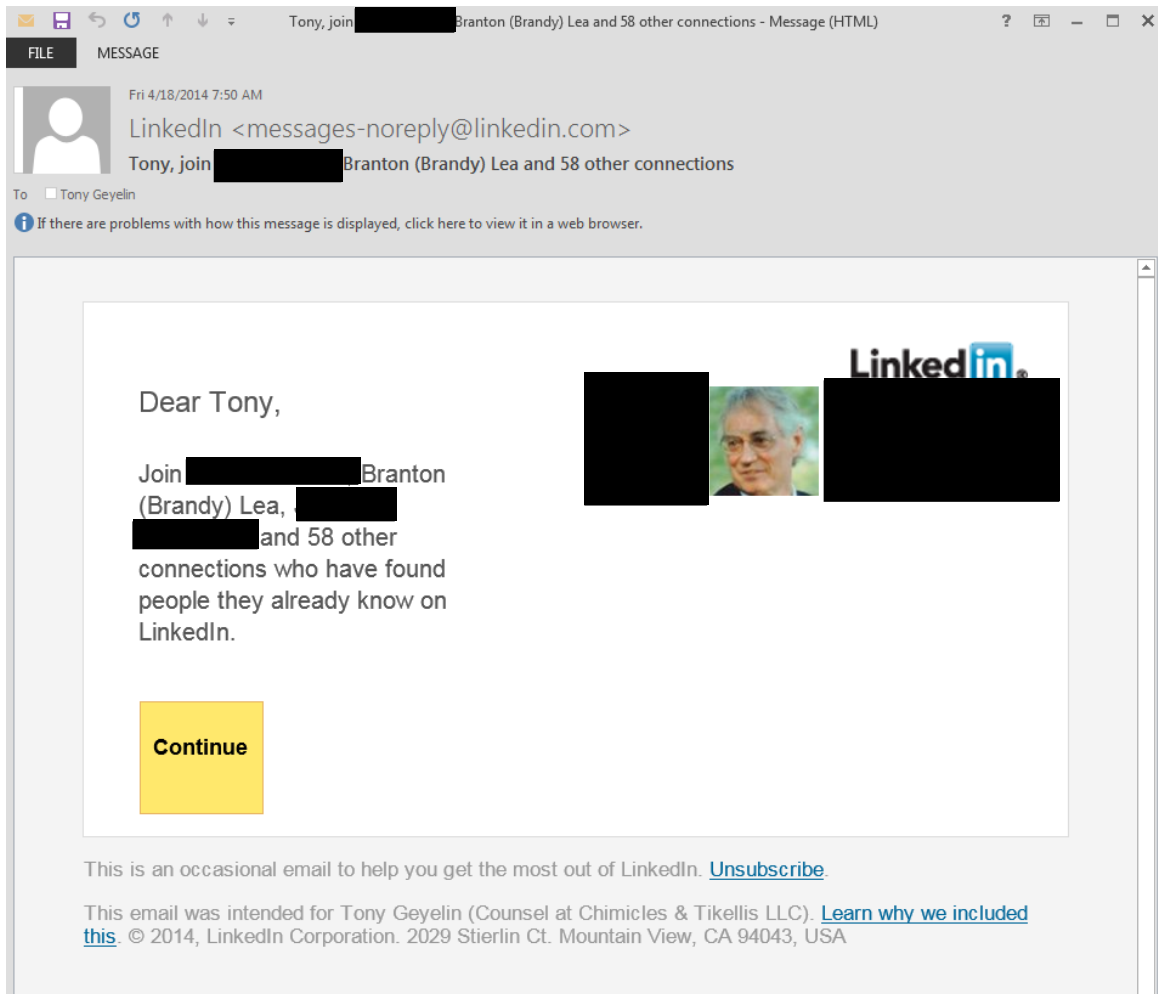 Tony, join Branton (Brandy) Lea and 58 other connections - Message (HTML)
FILE MESSAGE
Fri 4/18/2014 7:50 AM
LinkedIn <messages-noreply@linkedin.com>
Tony, join Branton (Brandy) Lea and 58 other connections
To Tony Geyelin
If there are problems with how this message is displayed, click here to view it in a web browser.
Linkedin®
Dear Tony,
Join Branton
(Brandy) Lea,
and 58 other
connections who have found
people they already know on
LinkedIn.
Continue
This is an occasional email to help you get the most out of LinkedIn. Unsubscribe.
This email was intended for Tony Geyelin (Counsel at Chimicles & Tikellis LLC). Learn why we included
this. © 2014, LinkedIn Corporation. 2029 Stierlin Ct. Mountain View, CA 94043, USA